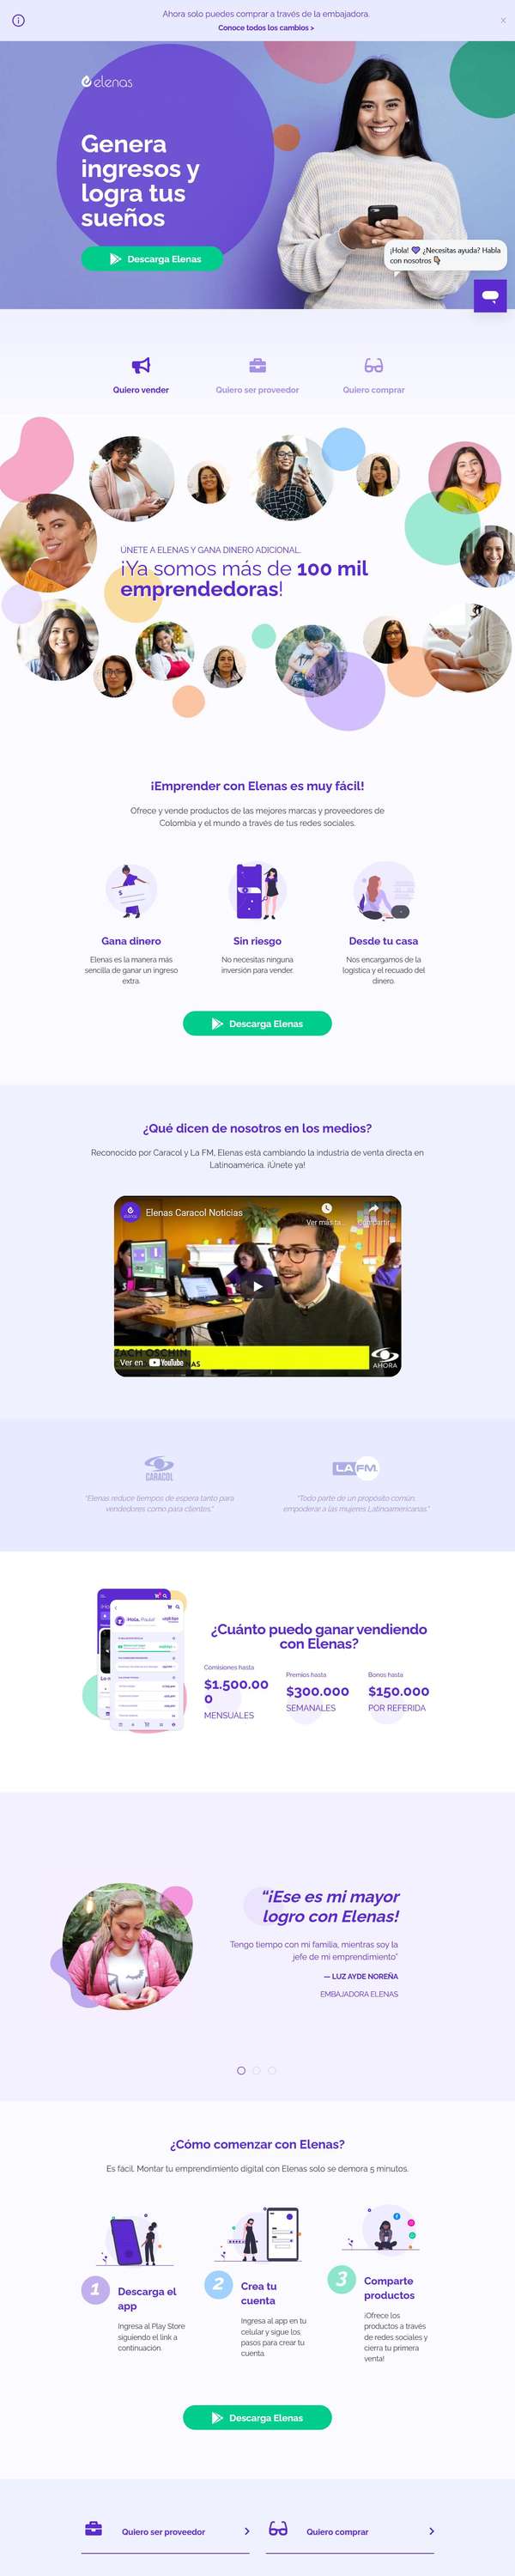 Ahora solo puedes comprar a través de la embajadora.
Conoce todos los cambios >
x
elenas
Genera
ingresos y
logra tus
sueños
Descarga Elenas
¡Hola! 💜 ¿Necesitas ayuda? Habla
con nosotros
Quiero vender
Quiero ser proveedor
Quiero comprar
ÚNETE A ELENAS Y GANA DINERO ADICIONAL.
¡Ya somos más de 100 mil
emprendedoras!
¡Emprender con Elenas es muy fácil!
Ofrece y vende productos de las mejores marcas y proveedores de
Colombia y el mundo a través de tus redes sociales.
Gana dinero
Elenas es la manera más
sencilla de ganar un ingreso
extra.
Sin riesgo
No necesitas ninguna
inversión para vender.
Desde tu casa
Nos encargamos de la
logística y el recuado del
dinero.
Descarga Elenas
¿Qué dicen de nosotros en los medios?
Reconocido por Caracol y La FM, Elenas está cambiando la industria de venta directa en
Latinoamérica. ¡Únete ya!
Elenas Caracol Noticias
Ver más ta...
Compartir
ZACH OSCHIN
Ver en YouTube
NAS
AHORA
CARACOL
"Elenas reduce tiempos de espera tanto para
vendedores como para clientes."
LA FM
"Todo parte de un propósito común:
empoderar a las mujeres Latinoamericanas."
¡Hola, Paula!
¿Cuánto puedo ganar vendiendo
con Elenas?
Comisiones hasta
$1.500.00
0
MENSUALES
Premios hasta
$300.000
SEMANALES
Bonos hasta
$150.000
POR REFERIDA
"¡Ese es mi mayor
logro con Elenas!
Tengo tiempo con mi familia, mientras soy la
jefe de mi emprendimiento"
— LUZ AYDE NOREÑA
EMBAJADORA ELENAS
¿Cómo comenzar con Elenas?
Es fácil. Montar tu emprendimiento digital con Elenas solo se demora 5 minutos.
1
Descarga el
app
Ingresa al Play Store
siguiendo el link a
continuación.
2
Crea tu
cuenta
Ingresa al app en tu
celular y sigue los
pasos para crear tu
cuenta.
3
Comparte
productos
¡Ofrece los
productos a través
de redes sociales y
cierra tu primera
venta!
Descarga Elenas
Quiero ser proveedor
Quiero comprar